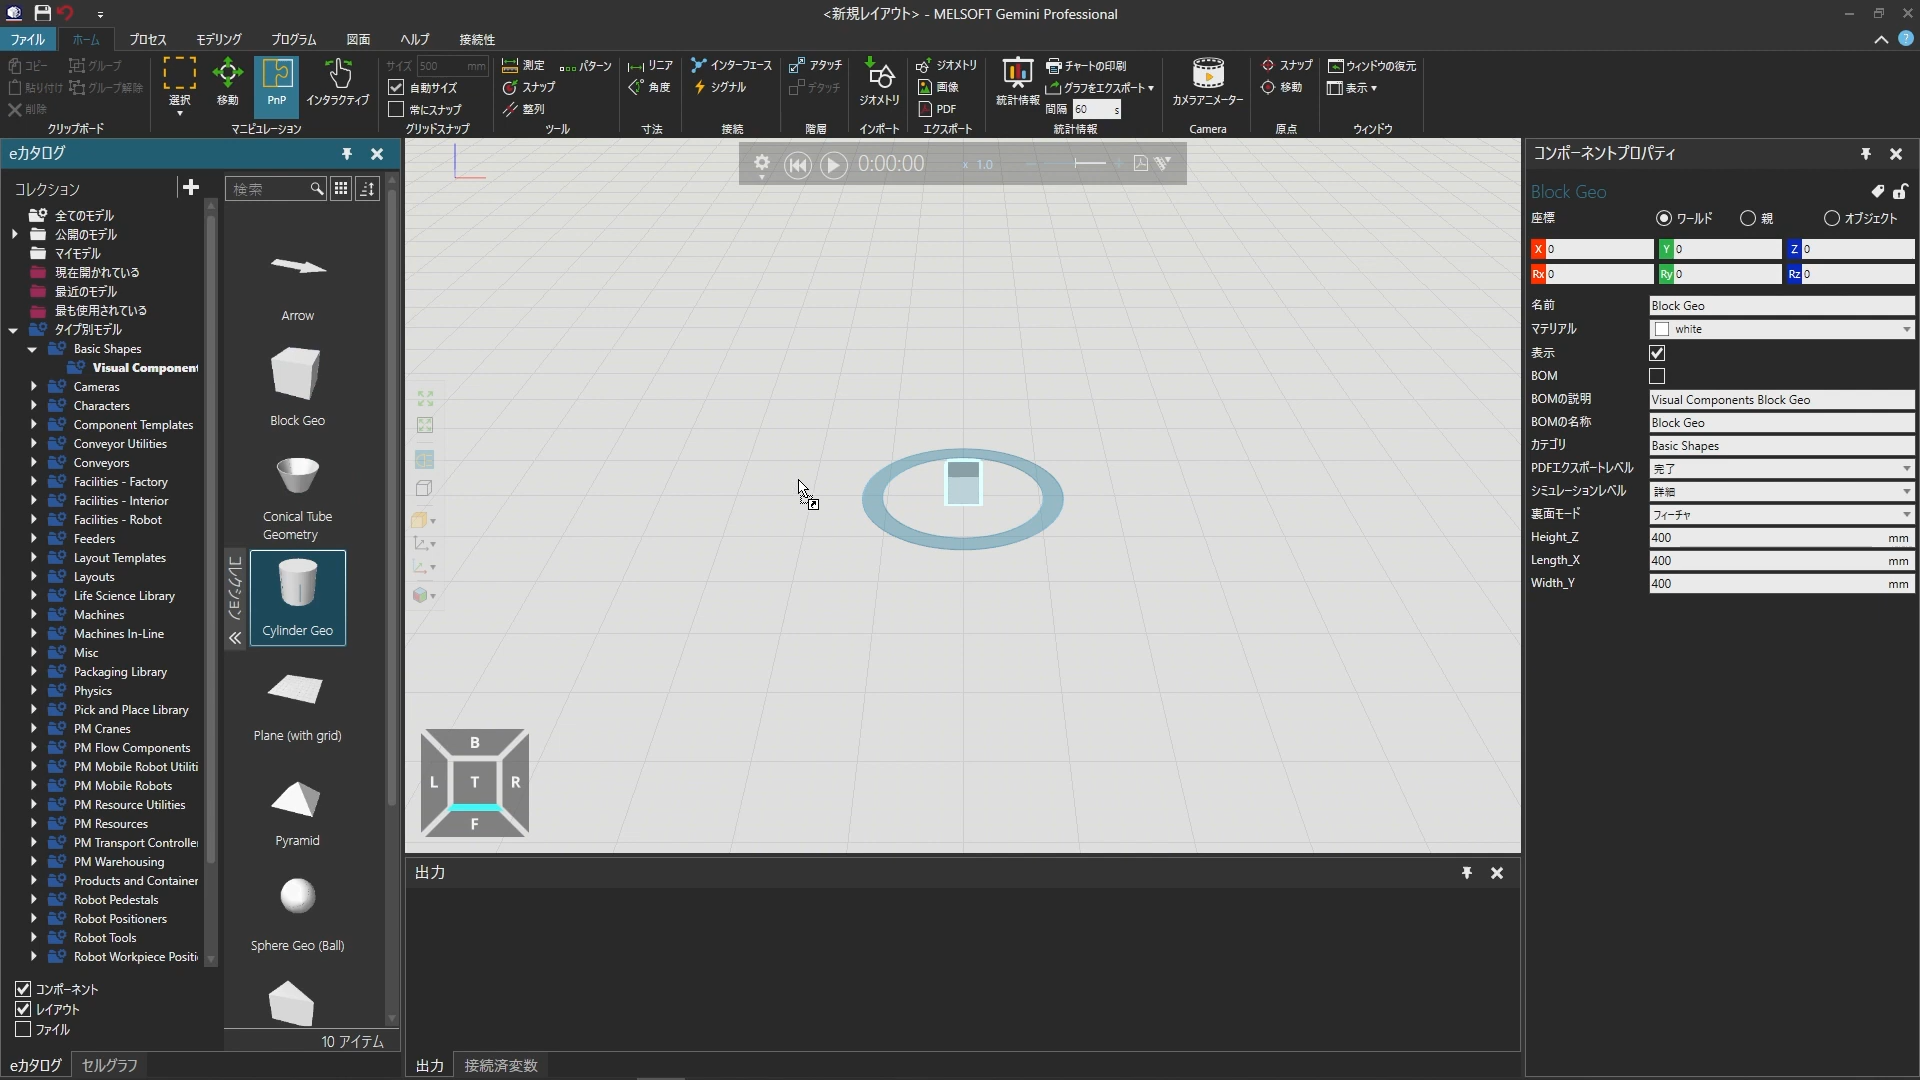 <新規レイアウト> - MELSOFT Gemini Professional
ファイル ホーム プロセス モデリング プログラム 図面 ヘルプ 接続性
コピー グループ
貼り付け グループ解除
削除
クリップボード
選択 移動 PnP インタラクティブ
マニピュレーション
サイズ 500 mm
自動サイズ
常にスナップ
グリッドスナップ
測定 パターン
スナップ
整列
ツール
リニア
角度
寸法
インターフェース
シグナル
接続
アタッチ
デタッチ
階層
ジオメトリ
インポート
ジオメトリ
画像
PDF
エクスポート
統計情報
チャートの印刷
グラフをエクスポート
間隔 60 s
統計情報
カメラアニメーター
Camera
スナップ
移動
原点
ウィンドウの復元
表示
ウィンドウ
eカタログ
コレクション
検索
全てのモデル
公開のモデル
マイモデル
現在開かれている
最近のモデル
最も使用されている
タイプ別モデル
Basic Shapes
Visual Component
Cameras
Characters
Component Templates
Conveyor Utilities
Conveyors
Facilities - Factory
Facilities - Interior
Facilities - Robot
Feeders
Layout Templates
Layouts
Life Science Library
Machines
Machines In-Line
Misc
Packaging Library
Physics
Pick and Place Library
PM Cranes
PM Flow Components
PM Mobile Robot Utiliti
PM Mobile Robots
PM Resource Utilities
PM Resources
PM Transport Controller
PM Warehousing
Products and Container
Robot Pedestals
Robot Positioners
Robot Tools
Robot Workpiece Positi
コンポーネント
レイアウト
ファイル
eカタログ セルグラフ
コレクション
Arrow
Block Geo
Conical Tube
Geometry
Cylinder Geo
Plane (with grid)
Pyramid
Sphere Geo (Ball)
10 アイテム
0:00:00 x 1.0
B
L T R
F
出力
出力 接続済変数
コンポーネントプロパティ
Block Geo
座標 ワールド 親 オブジェクト
X 0 Y 0 Z 0
Rx 0 Ry 0 Rz 0
名前 Block Geo
マテリアル white
表示
BOM
BOMの説明 Visual Components Block Geo
BOMの名称 Block Geo
カテゴリ Basic Shapes
PDFエクスポートレベル 完了
シミュレーションレベル 詳細
裏面モード フィーチャ
Height_Z 400 mm
Length_X 400 mm
Width_Y 400 mm